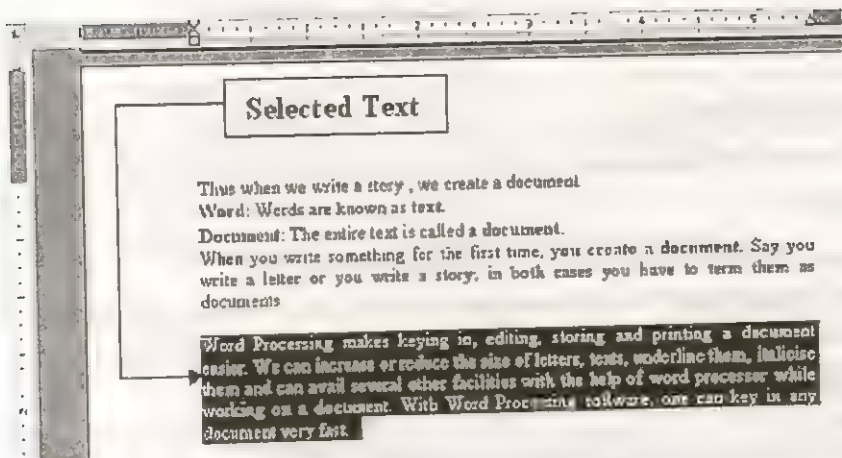 Selected Text
Thus when we write a story , we create a document
Word: Words are known as text.
Document: The entire text is called a document.
When you write something for the first time, you create a document. Say you
write a letter or you write a story, in both cases you have to term them as
documents
Word Processing makes keying in, editing, storing and printing a document
easier. We can increase or reduce the size of letters, texts, underline them, italicise
them and can avail several other facilities with the help of word processor while
working on a document. With Word Processing software, one can key in any
document very fast.